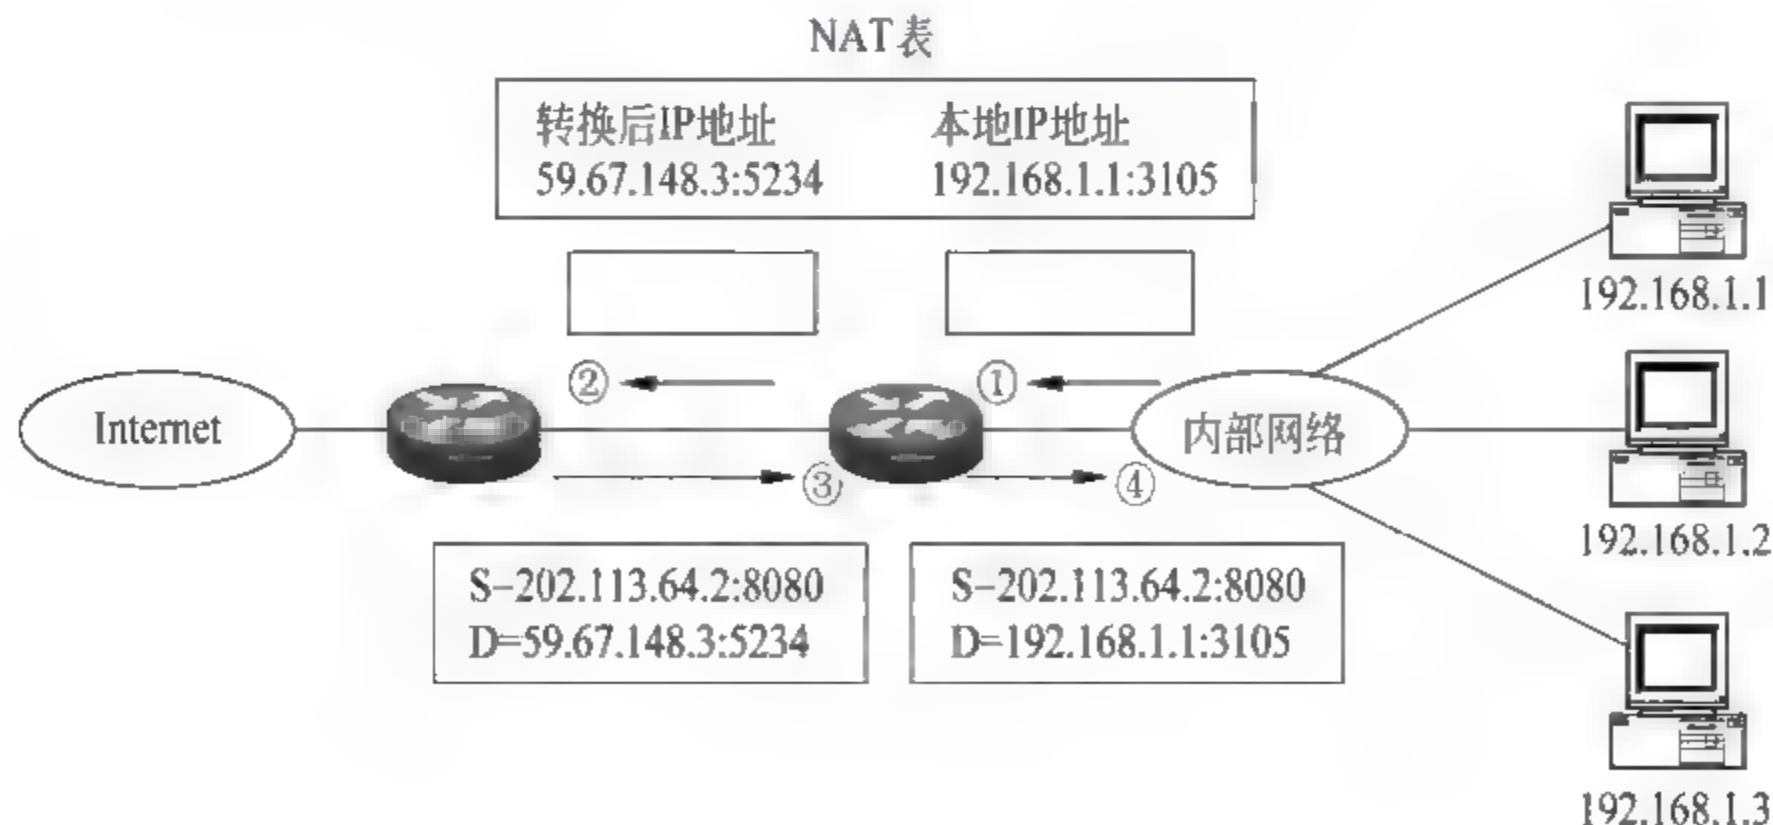 NAT表
转换后IP地址 本地IP地址
59.67.148.3:5234 192.168.1.1:3105
192.168.1.1
② ①
Internet
内部网络
③ ④
192.168.1.2
S-202.113.64.2:8080 S-202.113.64.2:8080
D=59.67.148.3:5234 D=192.168.1.1:3105
192.168.1.3